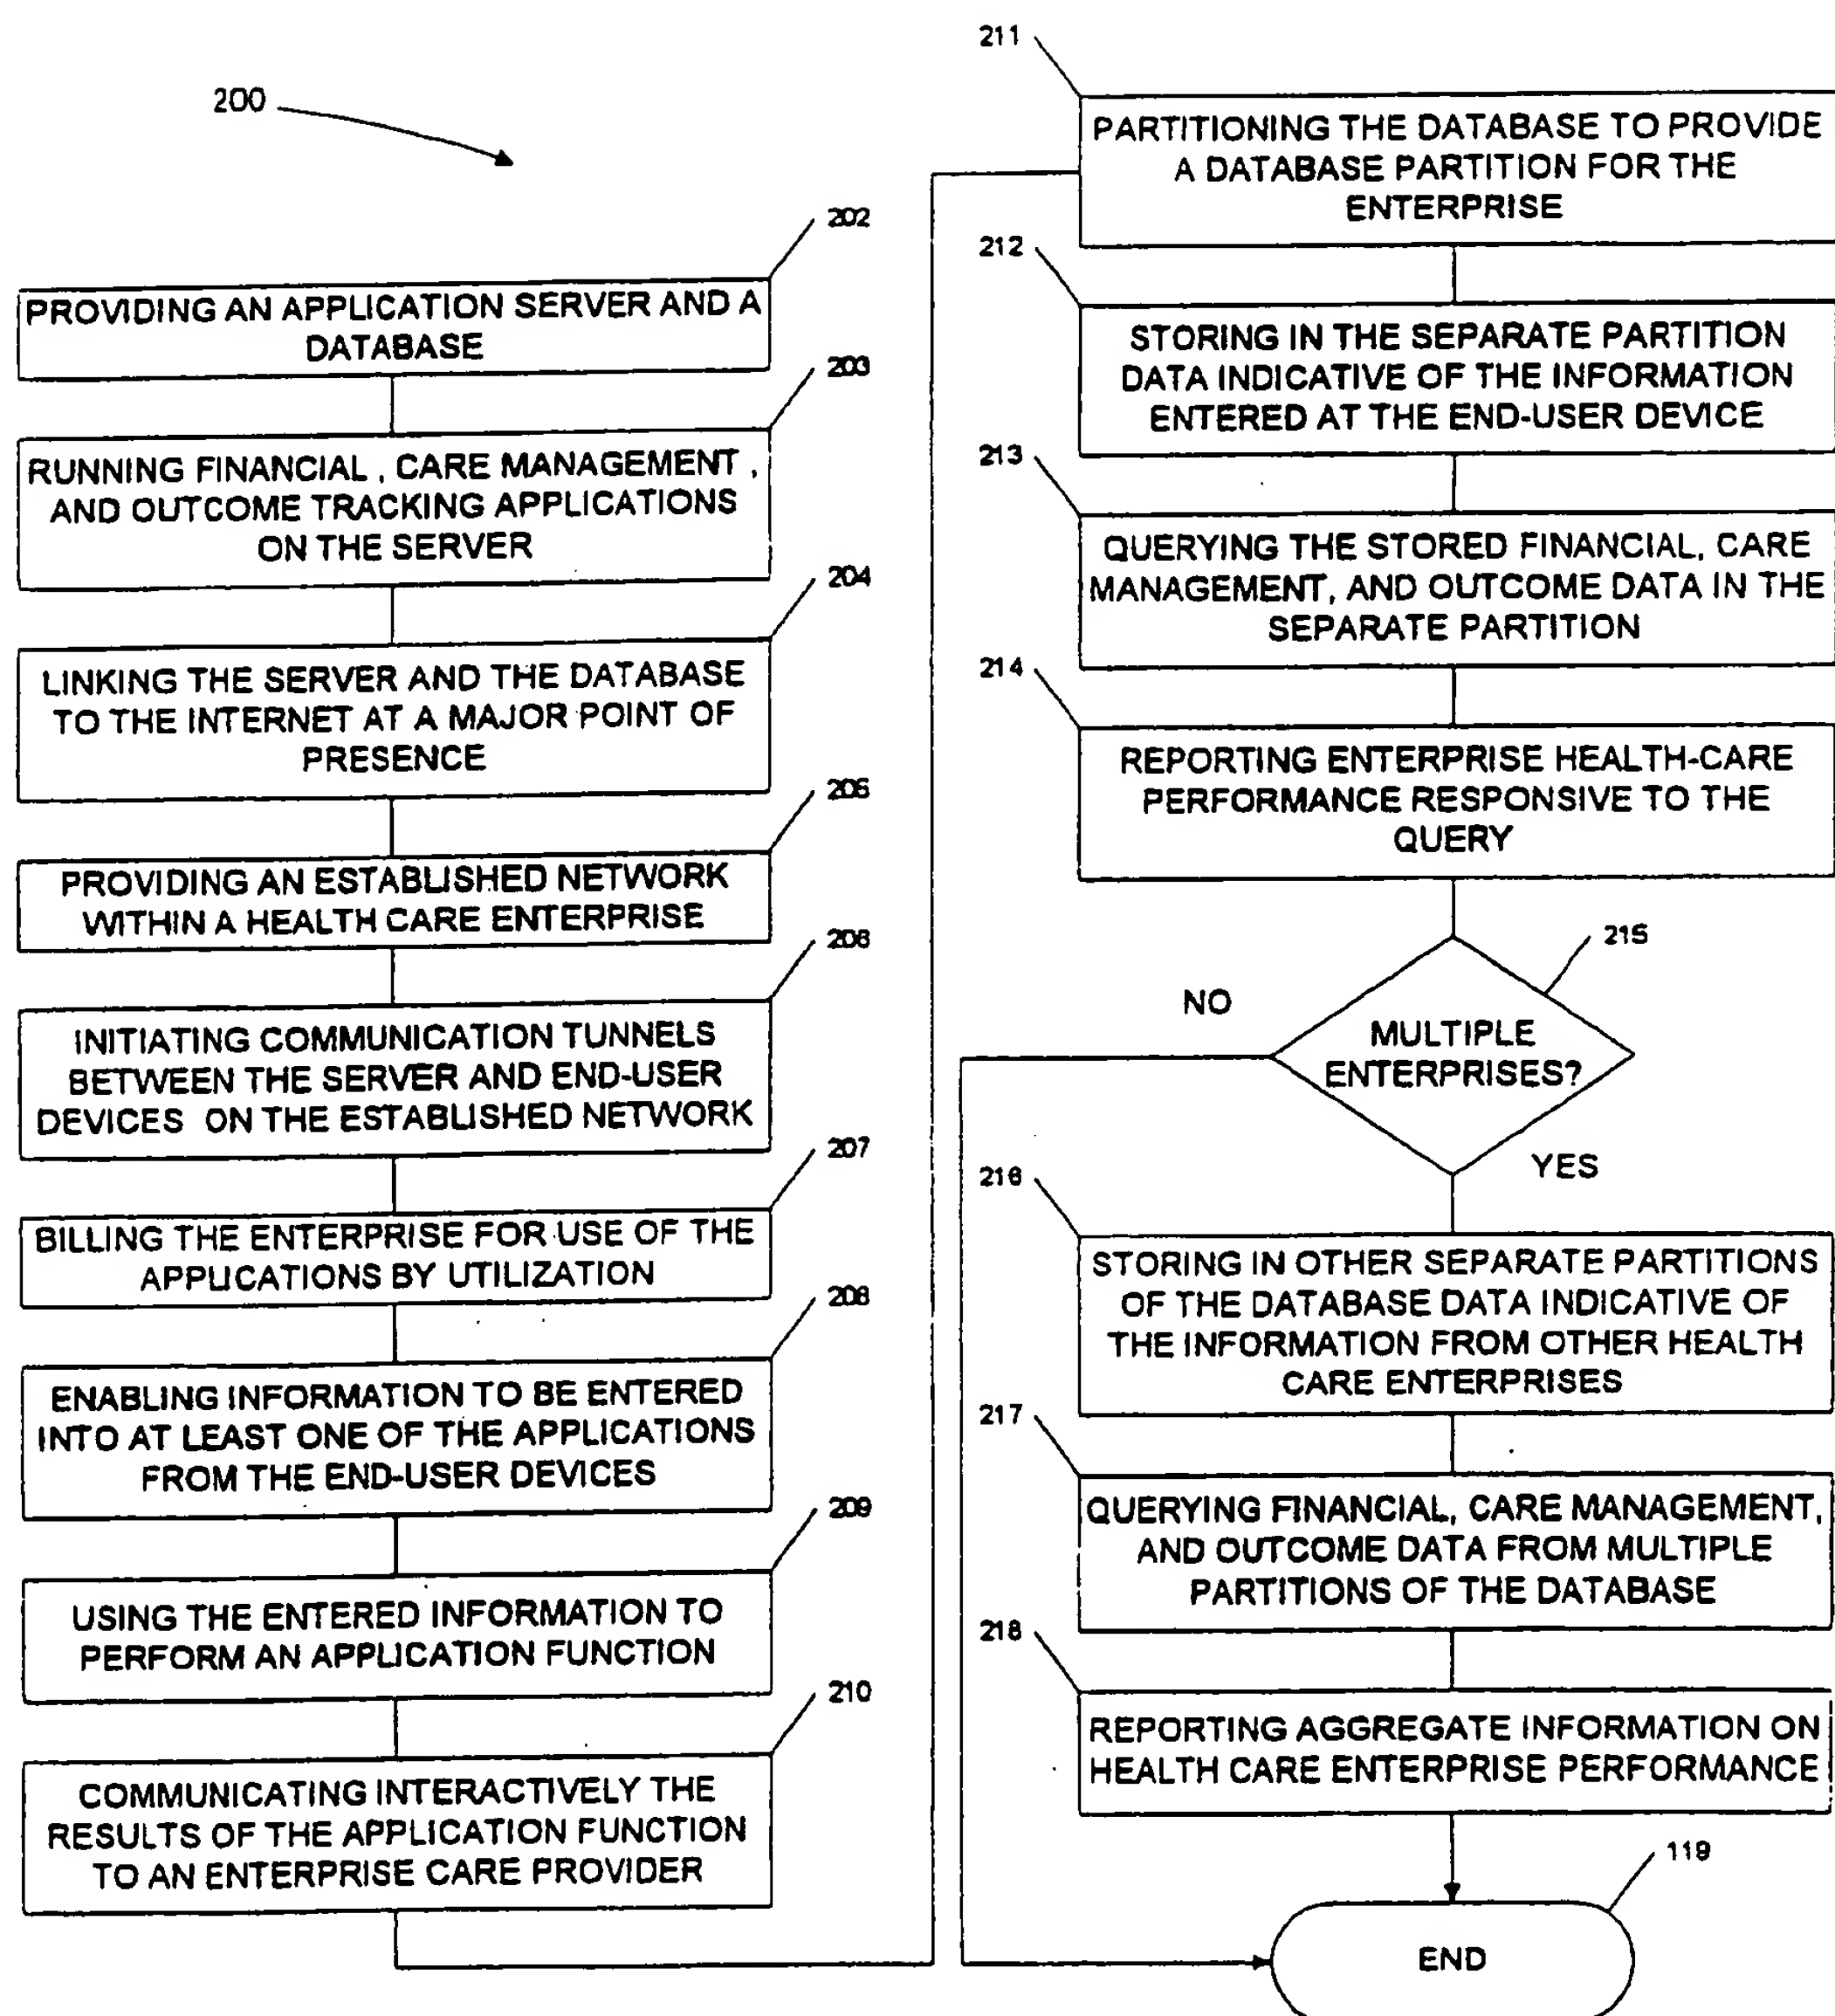 200
202
PROVIDING AN APPLICATION SERVER AND A
DATABASE
203
RUNNING FINANCIAL , CARE MANAGEMENT ,
AND OUTCOME TRACKING APPLICATIONS
ON THE SERVER
204
LINKING THE SERVER AND THE DATABASE
TO THE INTERNET AT A MAJOR POINT OF
PRESENCE
205
PROVIDING AN ESTABLISHED NETWORK
WITHIN A HEALTH CARE ENTERPRISE
206
INITIATING COMMUNICATION TUNNELS
BETWEEN THE SERVER AND END-USER
DEVICES ON THE ESTABLISHED NETWORK
207
BILLING THE ENTERPRISE FOR USE OF THE
APPLICATIONS BY UTILIZATION
208
ENABLING INFORMATION TO BE ENTERED
INTO AT LEAST ONE OF THE APPLICATIONS
FROM THE END-USER DEVICES
209
USING THE ENTERED INFORMATION TO
PERFORM AN APPLICATION FUNCTION
210
COMMUNICATING INTERACTIVELY THE
RESULTS OF THE APPLICATION FUNCTION
TO AN ENTERPRISE CARE PROVIDER
211
PARTITIONING THE DATABASE TO PROVIDE
A DATABASE PARTITION FOR THE
ENTERPRISE
212
STORING IN THE SEPARATE PARTITION
DATA INDICATIVE OF THE INFORMATION
ENTERED AT THE END-USER DEVICE
213
QUERYING THE STORED FINANCIAL, CARE
MANAGEMENT, AND OUTCOME DATA IN THE
SEPARATE PARTITION
214
REPORTING ENTERPRISE HEALTH-CARE
PERFORMANCE RESPONSIVE TO THE
QUERY
215
NO
MULTIPLE
ENTERPRISES?
YES
216
STORING IN OTHER SEPARATE PARTITIONS
OF THE DATABASE DATA INDICATIVE OF
THE INFORMATION FROM OTHER HEALTH
CARE ENTERPRISES
217
QUERYING FINANCIAL, CARE MANAGEMENT,
AND OUTCOME DATA FROM MULTIPLE
PARTITIONS OF THE DATABASE
218
REPORTING AGGREGATE INFORMATION ON
HEALTH CARE ENTERPRISE PERFORMANCE
119
END